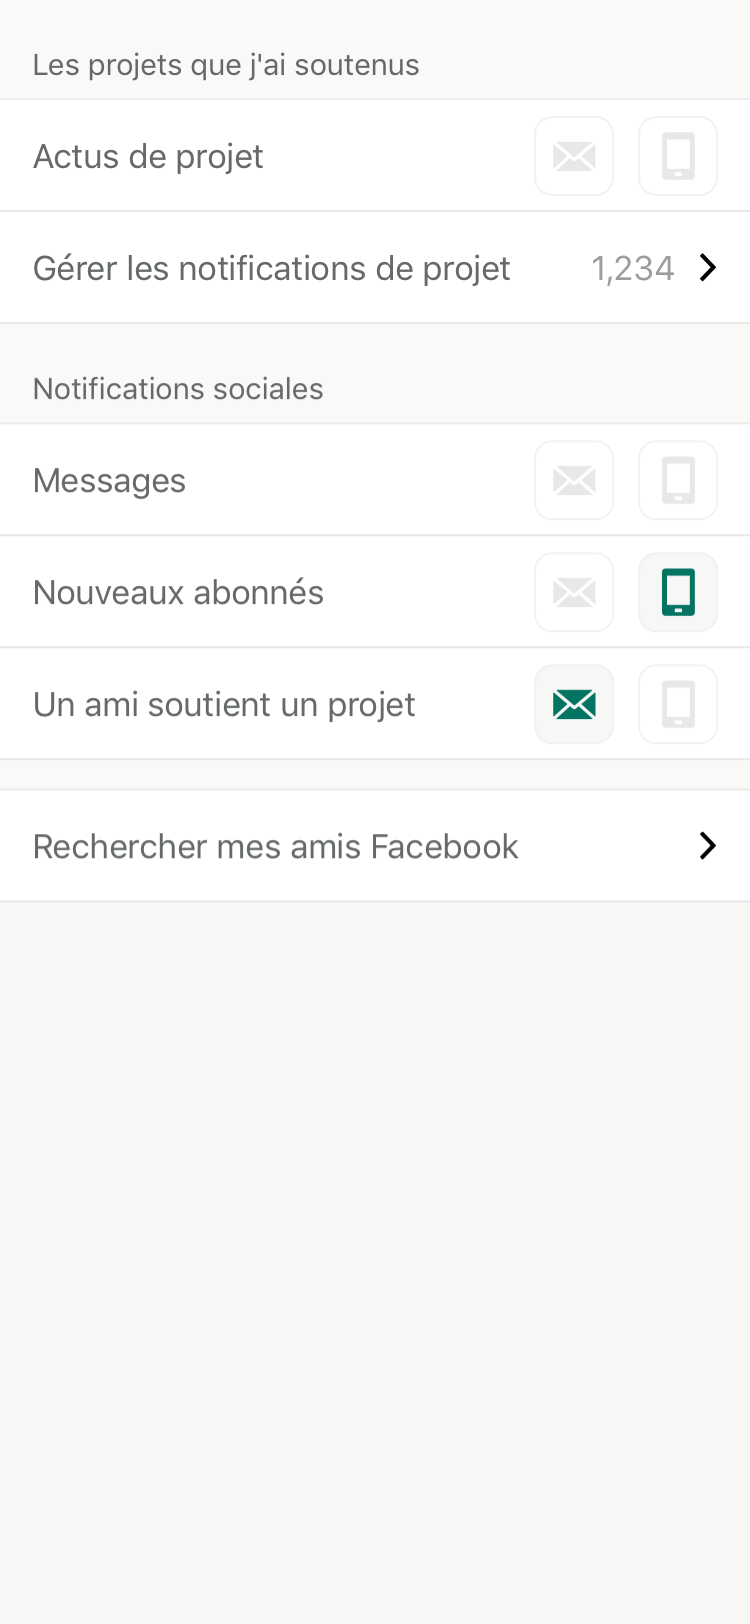 Les projets que j'ai soutenus
Actus de projet
Gérer les notifications de projet 1,234
Notifications sociales
Messages
Nouveaux abonnés
Un ami soutient un projet
Rechercher mes amis Facebook